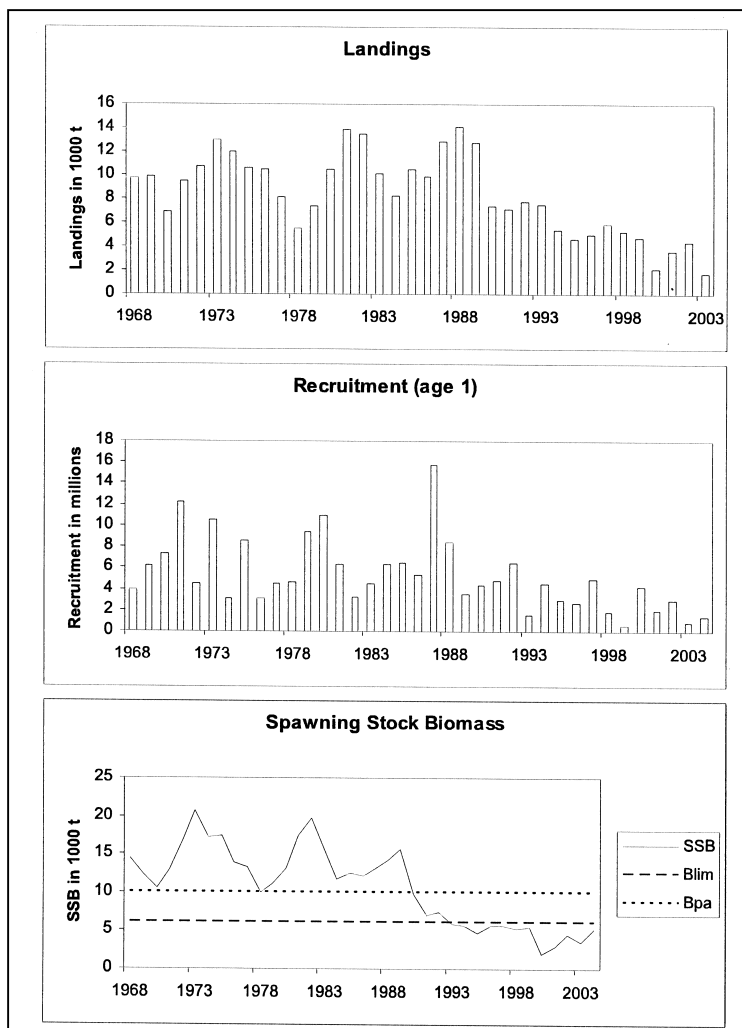 Landings
Landings in 1000 t
16
14
12
10
8
6
4
2
0
1968 1973 1978 1983 1988 1993 1998 2003
Recruitment (age 1)
Recruitment in millions
18
16
14
12
10
8
6
4
2
0
1968 1973 1978 1983 1988 1993 1998 2003
Spawning Stock Biomass
SSB in 1000 t
25
20
15
10
5
0
1968 1973 1978 1983 1988 1993 1998 2003
SSB
Blim
Bpa